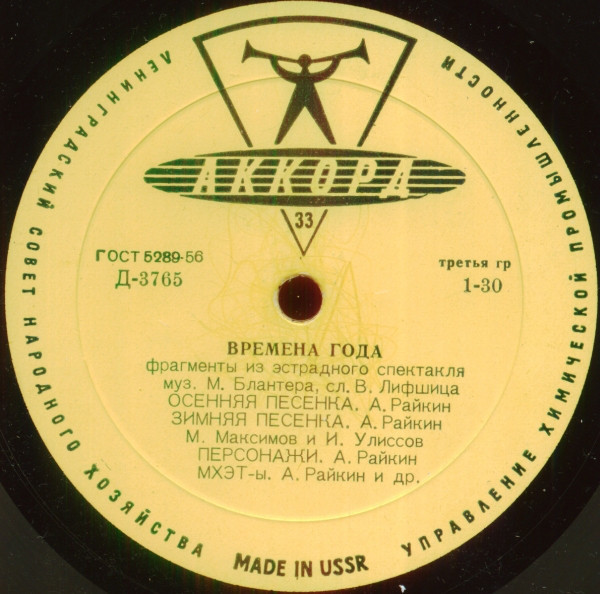 ЛЕНИНГРАДСКИЙ СОВЕТ НАРОДНОГО ХОЗЯЙСТВА
УПРАВЛЕНИЕ ХИМИЧЕСКОЙ ПРОМЫШЛЕННОСТИ
АККОРД
33
ГОСТ 5289-56
Д-3765
третья гр
1-30
ВРЕМЕНА ГОДА
фрагменты из эстрадного спектакля
муз. М. Блантера, сл. В. Лифшица
ОСЕННЯЯ ПЕСЕНКА. А. Райкин
ЗИМНЯЯ ПЕСЕНКА. А. Райкин
М. Максимов и И. Улиссов
ПЕРСОНАЖИ. А. Райкин
МХЭТ-ы. А. Райкин и др.
MADE IN USSR